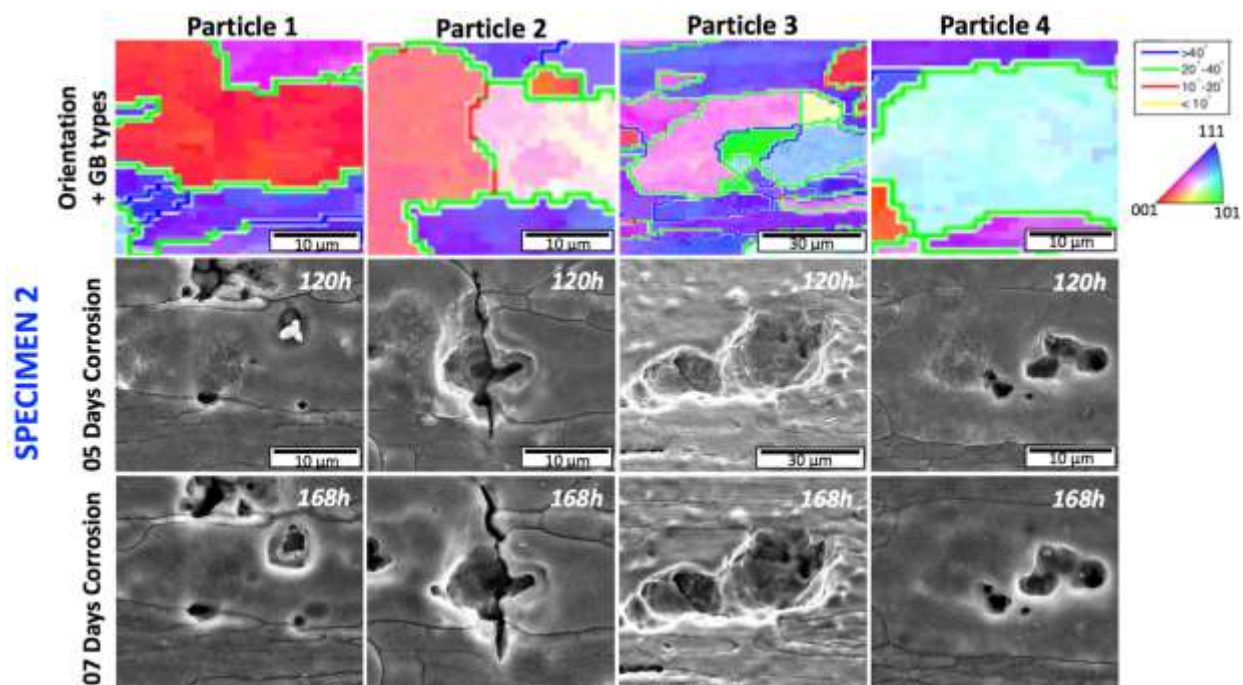 Particle 1 Particle 2 Particle 3 Particle 4
Orientation
+ GB types
10 µm 10 µm 30 µm 10 µm
>40°
20°-40°
10°-20°
<10°
111
001 101
SPECIMEN 2
05 Days Corrosion
120h 120h 120h 120h
10 µm 10 µm 30 µm 10 µm
07 Days Corrosion
168h 168h 168h 168h